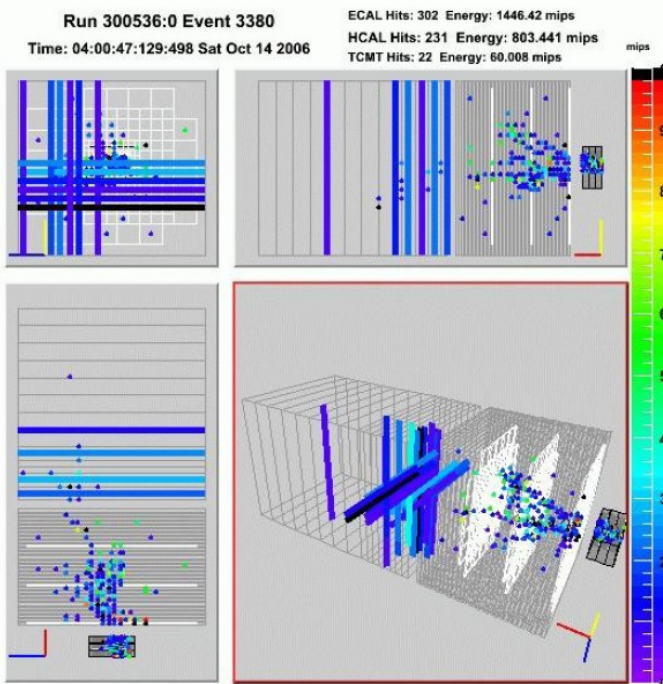 Run 300536:0 Event 3380
Time: 04:00:47:129:498 Sat Oct 14 2006
ECAL Hits: 302 Energy: 1446.42 mips
HCAL Hits: 231 Energy: 803.441 mips
TCMT Hits: 22 Energy: 60.008 mips
mips